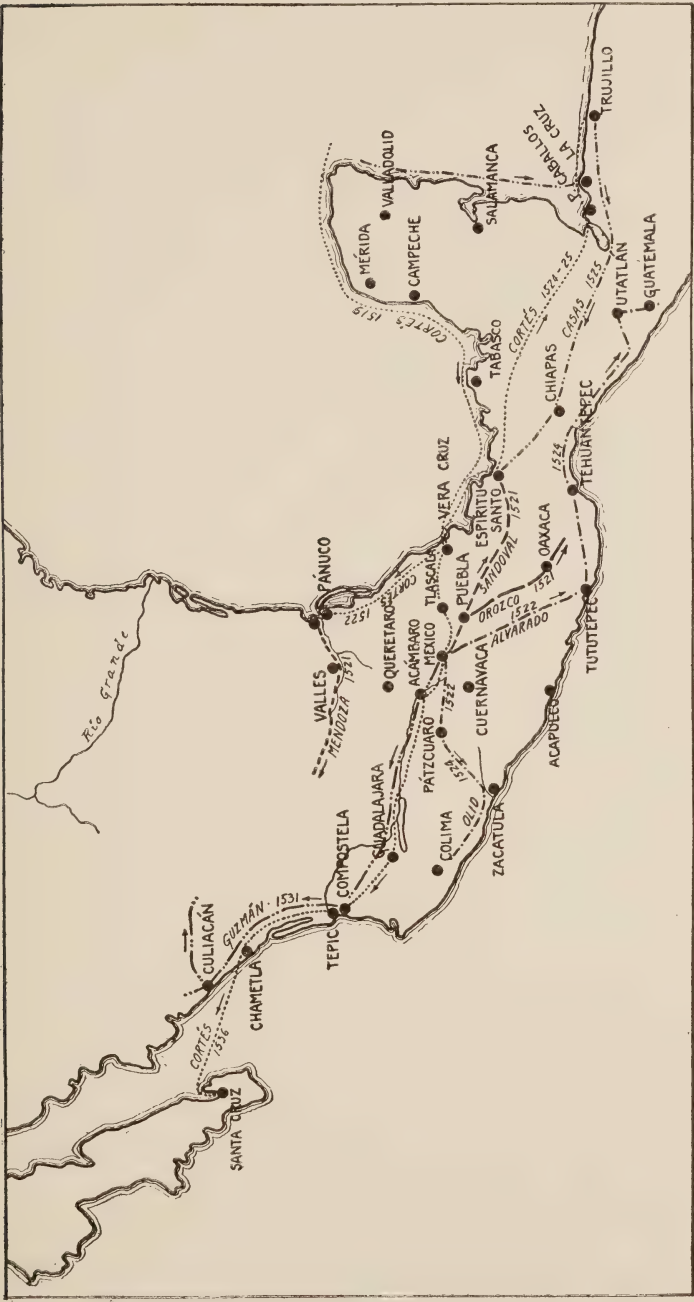 Rio Grande
SANTA CRUZ
CORTÉS
1536
CULIACÁN
GUZMÁN · 1531
CHAMETLA
TEPIC
COMPOSTELA
GUADALAJARA
COLIMA
OLID
ZACATULA
PÁTZCUARO
1522
VALLES
MENDOZA 1521
PÁNUCO
QUERETARO
ACÁMBARO
MEXICO
CUERNAVACA
ACAPULCO
CORTÉS
1522
TLASCALA
PUEBLA
VERA CRUZ
SANDOVAL 1521
OROZCO 1521
1522
ALVARADO
TUTUTEPEC
OAXACA
ESPÍRITU
SANTO
TEHUANTEPEC
1524
TABASCO
CORTÉS 1519
MÉRIDA
CAMPECHE
VALLADOLID
SALAMANCA
CORTÉS 1524-25
CASAS 1525
CHIAPAS
UTATLAN
GUATEMALA
P. CABALLOS
LA CRUZ
TRUJILLO